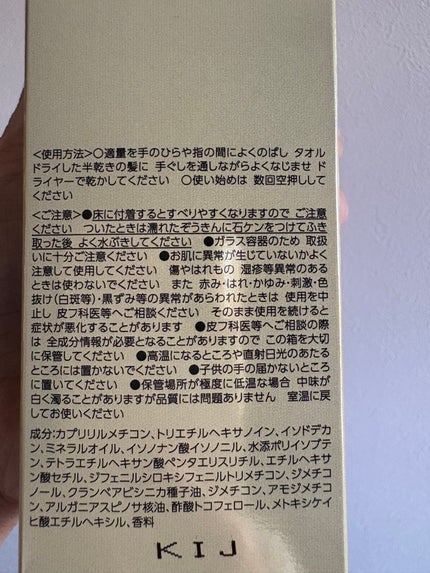 <使用方法>○適量を手のひらや指の間によくのばし タオル
ドライした半乾きの髪に 手ぐしを通しながらよくなじませ ド
ライヤーで乾かしてください ○使い始めは 数回空押しして
ください
<ご注意>●床に付着するとすべりやすくなりますので ご注意
ください ついたときは濡れたぞうきんに石ケンをつけてふき
取った後 よく水ぶきしてください ●ガラス容器のため 取扱
いに十分ご注意ください ●お肌に異常が生じていないかよく
注意して使用してください 傷やはれもの 湿疹等異常のある
ときは使わないでください また 赤み・はれ・かゆみ・刺激・色
抜け(白斑等)・黒ずみ等の異常があらわれたときは 使用を中
止し 皮フ科医等へご相談ください そのまま使用を続けると
症状が悪化することがあります ●皮フ科医等へご相談の際
は 全成分情報が必要となることがありますので この箱を大切
に保管してください ●高温になるところや直射日光のあたる
ところには置かないでください ●子供の手の届かないところ
に置いてください ●保管場所が極度に低温な場合 中味が
白く濁ることがありますが品質には問題ありません 室温に戻
してお使いください
成分:カプリリルメチコン、トリエチルヘキサノイン、イソドデカ
ン、ミネラルオイル、イソノナン酸イソノニル、水添ポリイソブテ
ン、テトラエチルヘキサン酸ペンタエリスリチル、エチルヘキサ
ン酸セチル、ジフェニルシロキシフェニルトリメチコン、ジメチコ
ノール、クランベアビシニカ種子油、ジメチコン、アモジメチコ
ン、アルガニアスピノサ核油、酢酸トコフェロール、メトキシケイ
ヒ酸エチルヘキシル、香料
KIJ